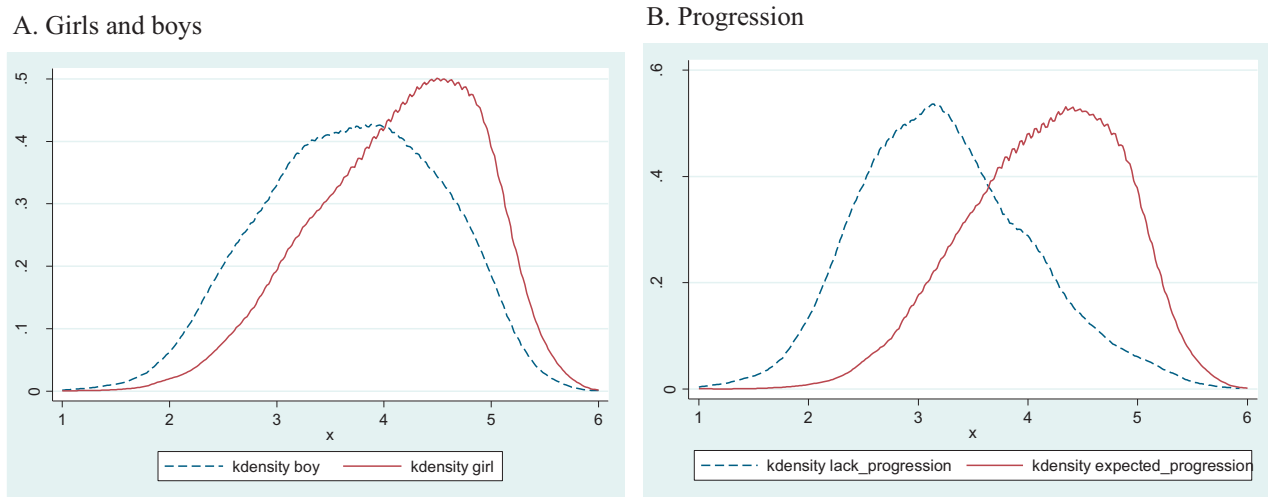 A. Girls and boys
.5
.4
.3
.2
.1
0
1 2 3 4 5 6
x
kdensity boy kdensity girl
B. Progression
.6
.4
.2
0
1 2 3 4 5 6
x
kdensity lack_progression kdensity expected_progression